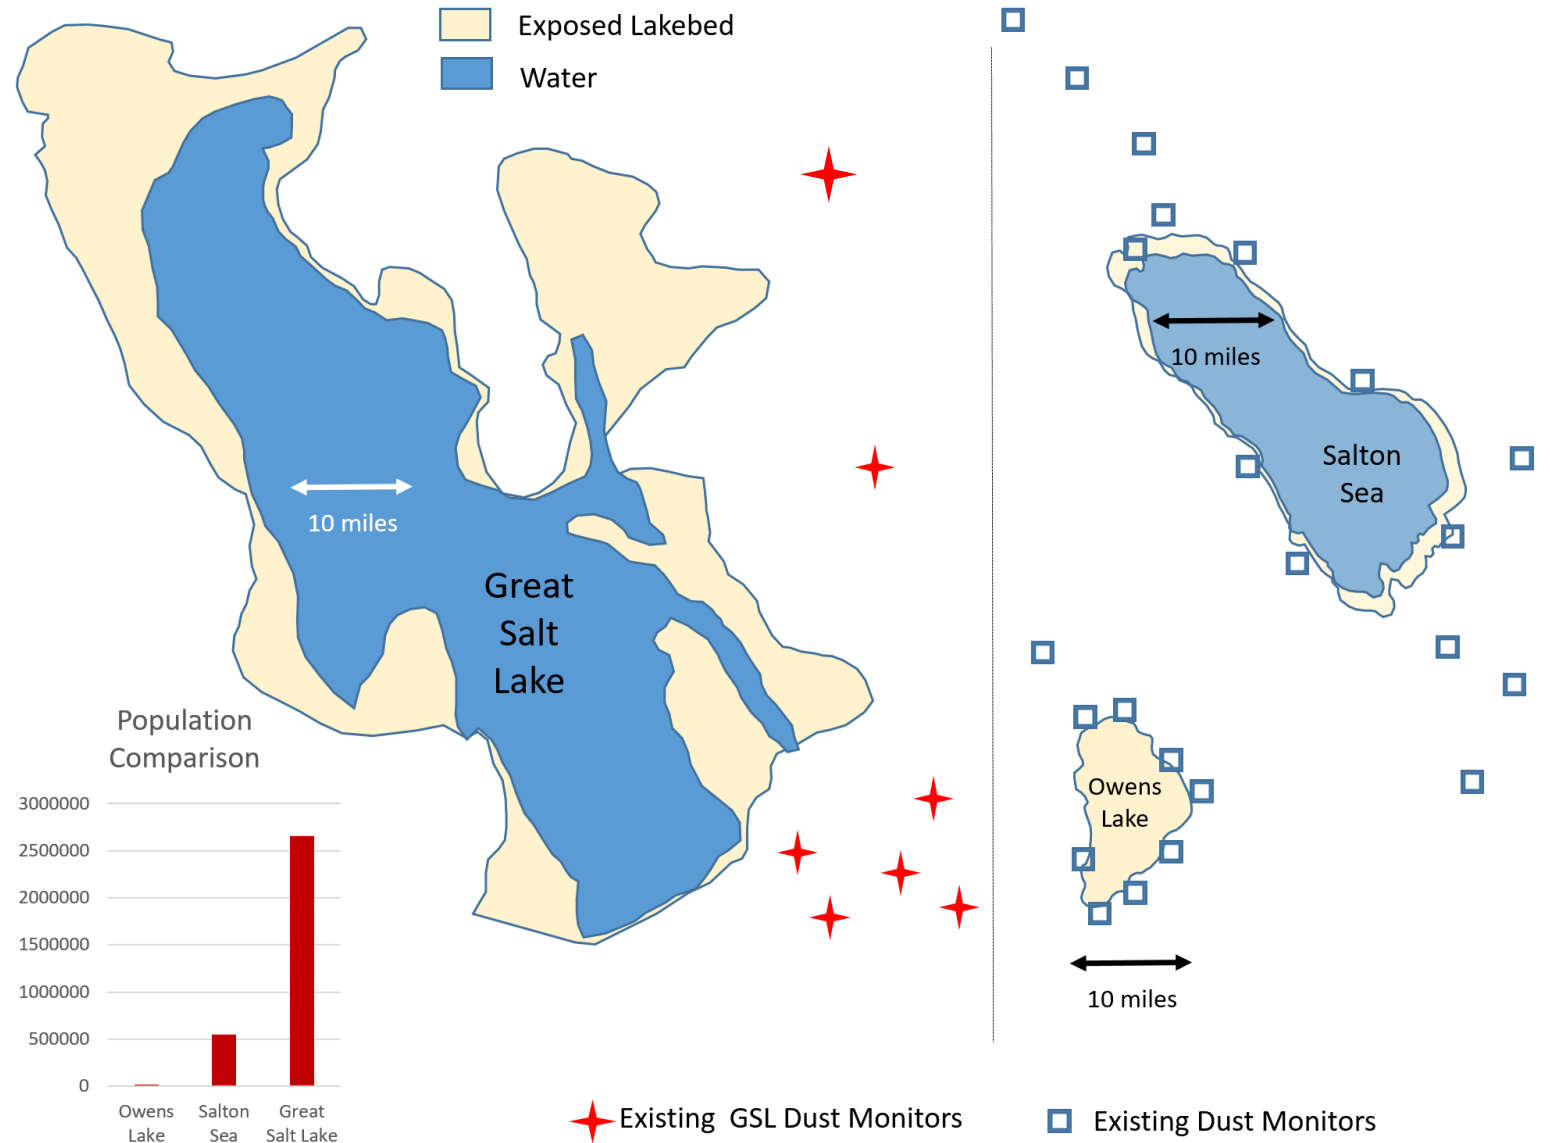 Exposed Lakebed
Water
10 miles
Great
Salt
Lake
10 miles
Salton
Sea
Owens
Lake
10 miles
Population
Comparison
3000000
2500000
2000000
1500000
1000000
500000
0
Owens
Lake
Salton
Sea
Great
Salt Lake
Existing GSL Dust Monitors
Existing Dust Monitors